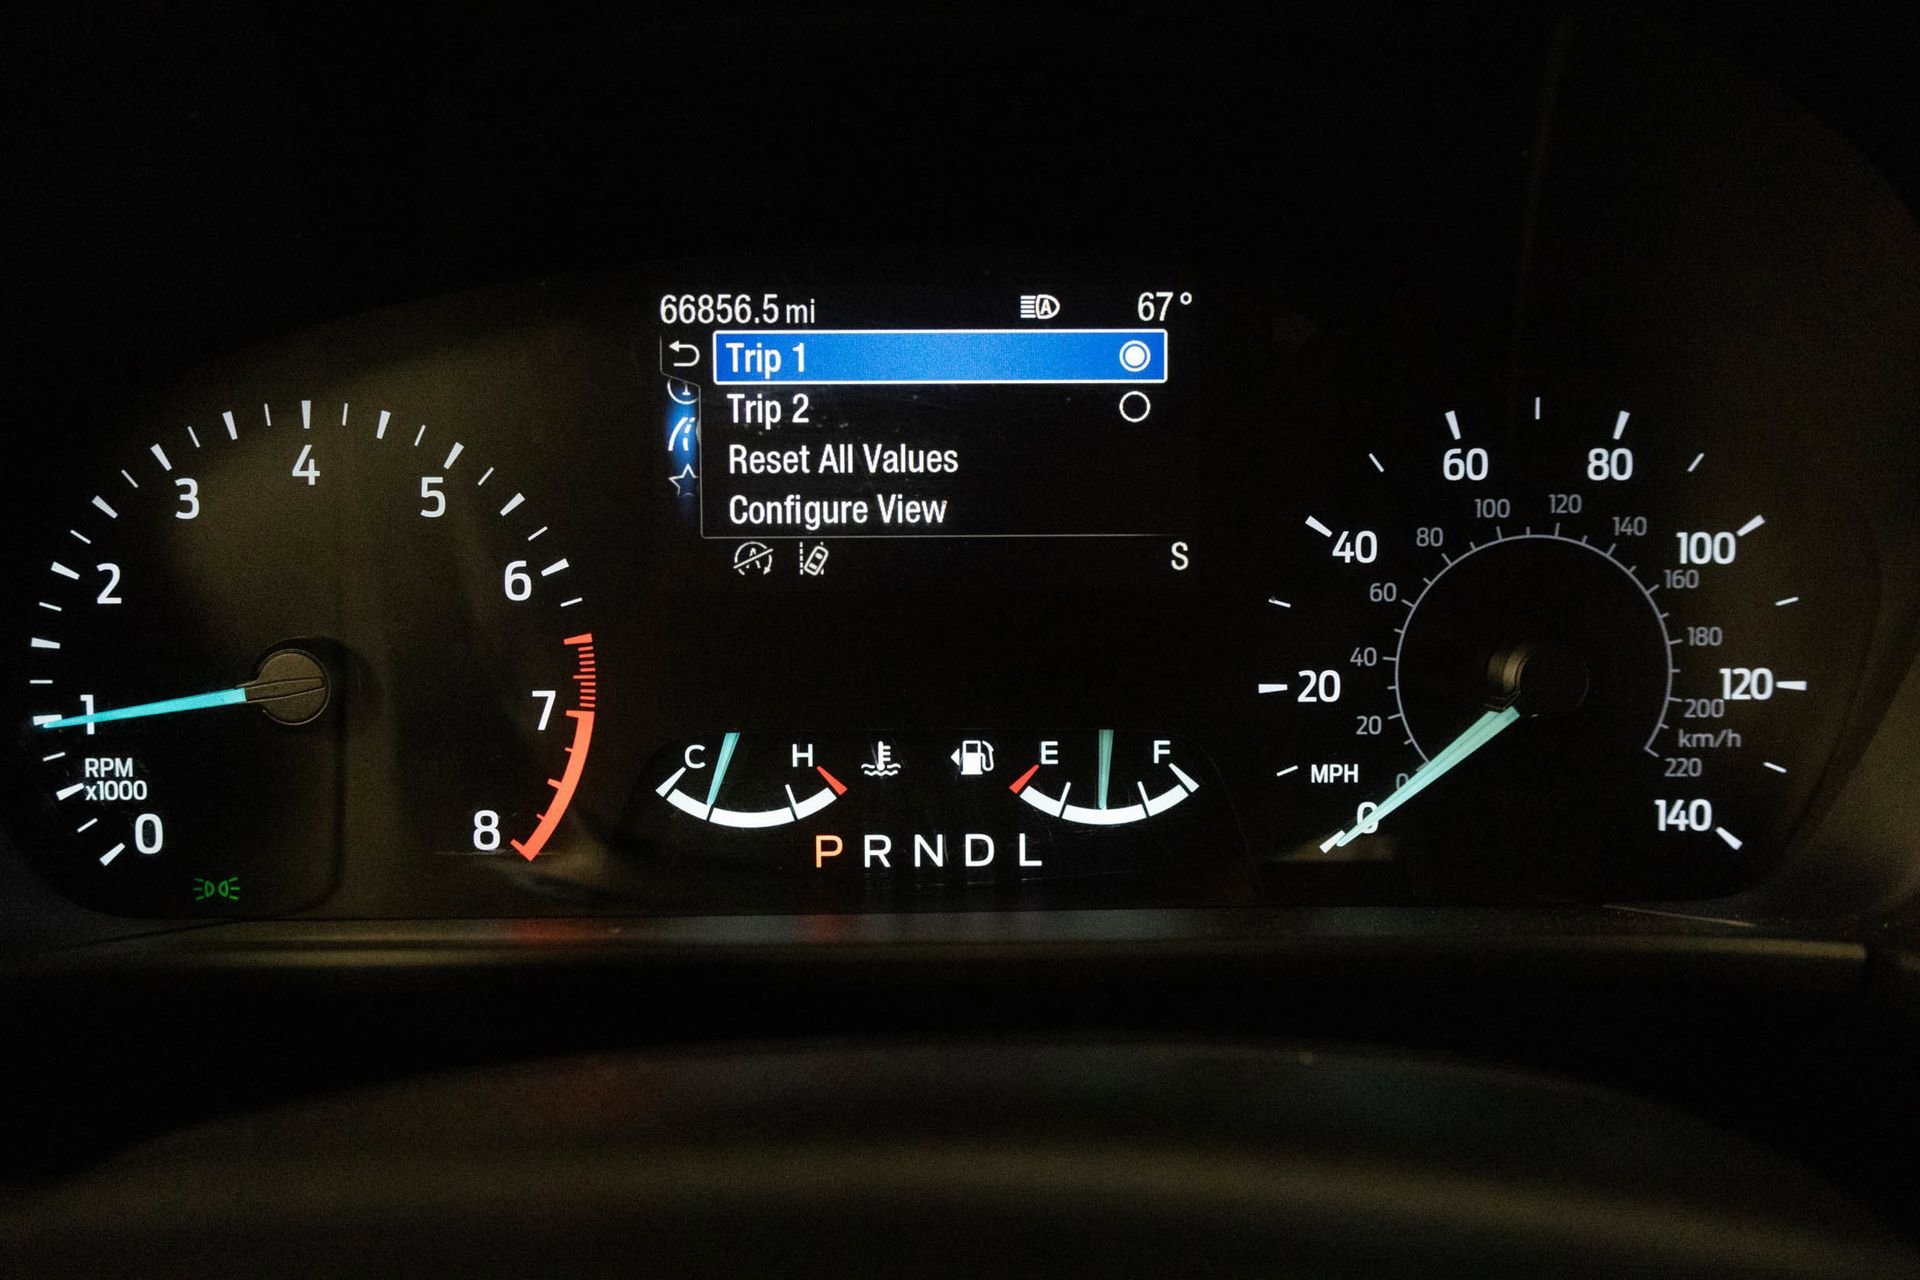 66856.5 mi
67°
Trip 1
Trip 2
Reset All Values
Configure View
S
0
1
2
3
4
5
6
7
8
RPM
x1000
C
H
E
F
P R N D L
0
20
40
60
80
100
120
140
MPH
0
20
40
60
80
100
120
140
160
180
200
220
km/h